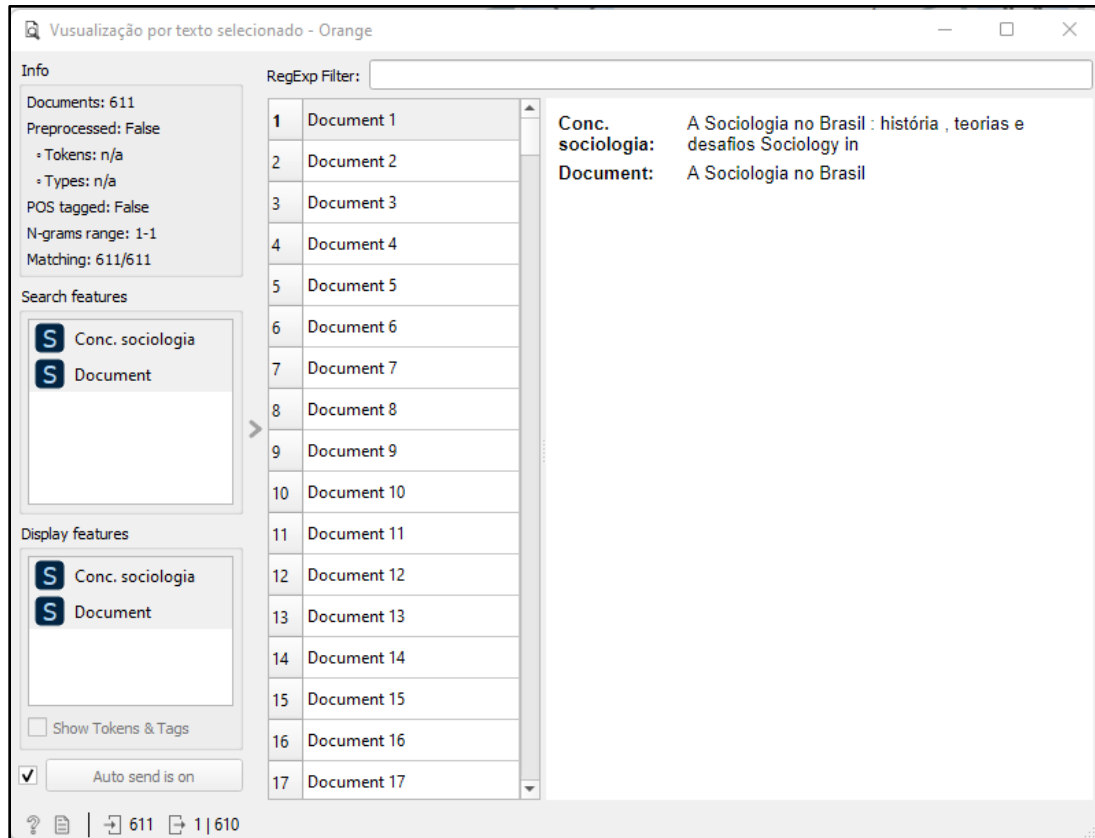 Vusualização por texto selecionado - Orange
Info
Documents: 611
Preprocessed: False
◦ Tokens: n/a
◦ Types: n/a
POS tagged: False
N-grams range: 1-1
Matching: 611/611
Search features
S Conc. sociologia
S Document
Display features
S Conc. sociologia
S Document
Show Tokens & Tags
Auto send is on
? 611 1|610
RegExp Filter:
1 Document 1
2 Document 2
3 Document 3
4 Document 4
5 Document 5
6 Document 6
7 Document 7
8 Document 8
9 Document 9
10 Document 10
11 Document 11
12 Document 12
13 Document 13
14 Document 14
15 Document 15
16 Document 16
17 Document 17
Conc. sociologia: A Sociologia no Brasil : história , teorias e
desafios Sociology in
Document: A Sociologia no Brasil